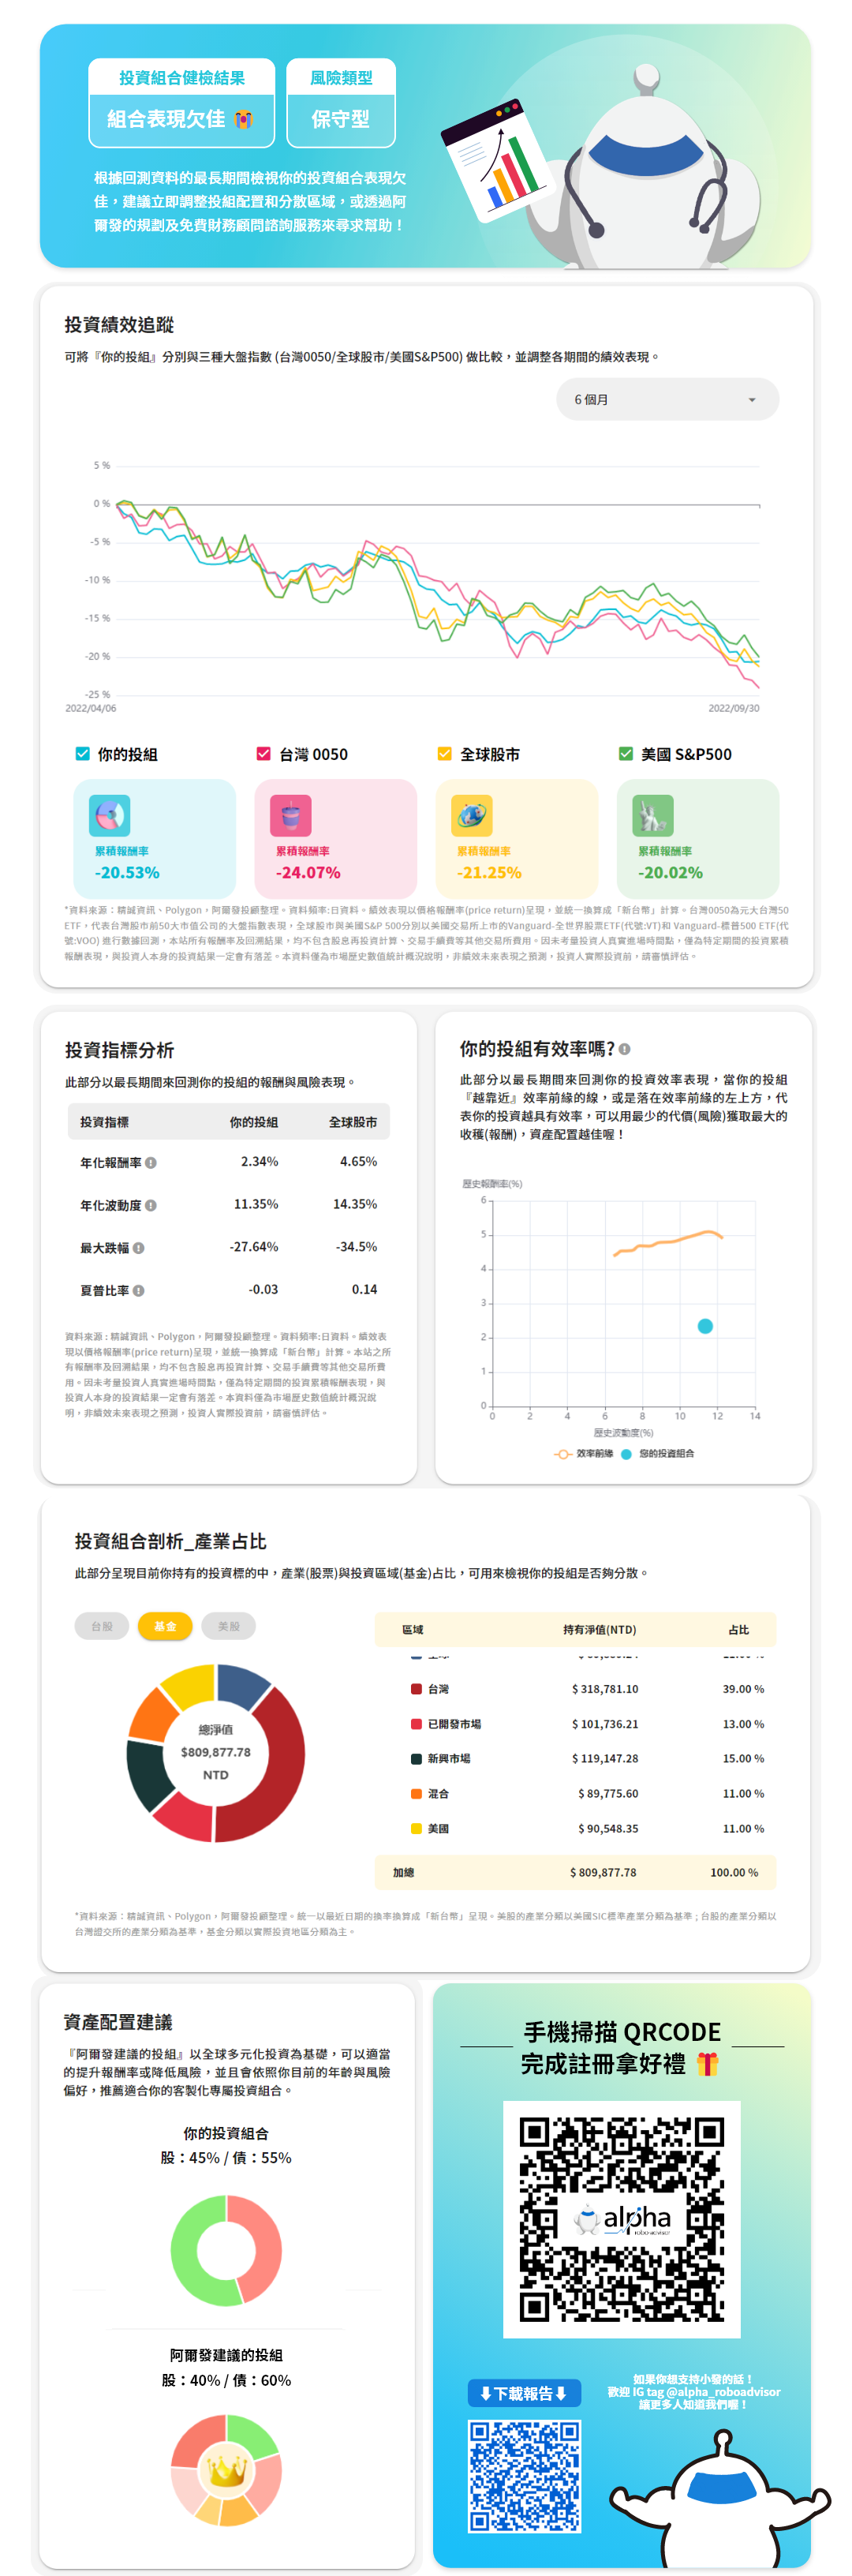 投資組合健檢結果
風險類型
組合表現欠佳
保守型
根據回測資料的最長期間檢視你的投資組合表現欠
佳，建議立即調整投組配置和分散區域，或透過阿
爾發的規劃及免費財務顧問諮詢服務來尋求幫助！
投資績效追蹤
可將『你的投組』分別與三種大盤指數 (台灣0050/全球股市/美國S&P500) 做比較，並調整各期間的績效表現。
6 個月
5 %
0 %
-5 %
-10 %
-15 %
-20 %
-25 %
2022/04/06
2022/09/30
你的投組
台灣 0050
全球股市
美國 S&P500
累積報酬率
-20.53%
累積報酬率
-24.07%
累積報酬率
-21.25%
累積報酬率
-20.02%
*資料來源：精誠資訊、Polygon，阿爾發投顧整理。資料頻率:日資料。績效表現以價格報酬率(price return)呈現，並統一換算成「新台幣」計算。台灣0050為元大台灣50
ETF，代表台灣股市前50大市值公司的大盤指數表現，全球股市與美國S&P 500分別以美國交易所上市的Vanguard-全世界股票ETF(代號:VT)和 Vanguard-標普500 ETF(代
號:VOO) 進行數據回測，本站所有報酬率及回溯結果，均不包含股息再投資計算、交易手續費等其他交易所費用。因未考量投資人真實進場時間點，僅為特定期間的投資累積
報酬表現，與投資人本身的投資結果一定會有落差。本資料僅為市場歷史數值統計概況說明，非績效未來表現之預測，投資人實際投資前，請審慎評估。
投資指標分析
此部分以最長期間來回測你的投組的報酬與風險表現。
投資指標 你的投組 全球股市
年化報酬率 2.34% 4.65%
年化波動度 11.35% 14.35%
最大跌幅 -27.64% -34.5%
夏普比率 -0.03 0.14
資料來源 : 精誠資訊、Polygon，阿爾發投顧整理。資料頻率:日資料。績效表
現以價格報酬率(price return)呈現，並統一換算成「新台幣」計算。本站之所
有報酬率及回溯結果，均不包含股息再投資計算、交易手續費等其他交易所費
用。因未考量投資人真實進場時間點，僅為特定期間的投資累積報酬表現，與
投資人本身的投資結果一定會有落差。本資料僅為市場歷史數值統計概況說
明，非績效未來表現之預測，投資人實際投資前，請審慎評估。
你的投組有效率嗎?
此部分以最長期間來回測你的投資效率表現，當你的投組
『越靠近』效率前緣的線，或是落在效率前緣的左上方，代
表你的投資越具有效率，可以用最少的代價(風險)獲取最大的
收穫(報酬)，資產配置越佳喔！
歷史報酬率(%)
6
5
4
3
2
1
0
0 2 4 6 8 10 12 14
歷史波動度(%)
效率前緣 您的投資組合
投資組合剖析_產業占比
此部分呈現目前你持有的投資標的中，產業(股票)與投資區域(基金)占比，可用來檢視你的投組是否夠分散。
台股 基金 美股
總淨值
$809,877.78
NTD
區域 持有淨值(NTD) 占比
台灣 $ 318,781.10 39.00 %
已開發市場 $ 101,736.21 13.00 %
新興市場 $ 119,147.28 15.00 %
混合 $ 89,775.60 11.00 %
美國 $ 90,548.35 11.00 %
加總 $ 809,877.78 100.00 %
*資料來源：精誠資訊、Polygon，阿爾發投顧整理。統一以最近日期的換率換算成「新台幣」呈現。美股的產業分類以美國SIC標準產業分類為基準 ; 台股的產業分類以
台灣證交所的產業分類為基準，基金分類以實際投資地區分類為主。
資產配置建議
『阿爾發建議的投組』以全球多元化投資為基礎，可以適當
的提升報酬率或降低風險，並且會依照你目前的年齡與風險
偏好，推薦適合你的客製化專屬投資組合。
你的投資組合
股：45% / 債：55%
阿爾發建議的投組
股：40% / 債：60%
手機掃描 QRCODE
完成註冊拿好禮
alpha
robo-advisor
下載報告
如果你想支持小發的話！
歡迎 IG tag @alpha_roboadvisor
讓更多人知道我們喔！